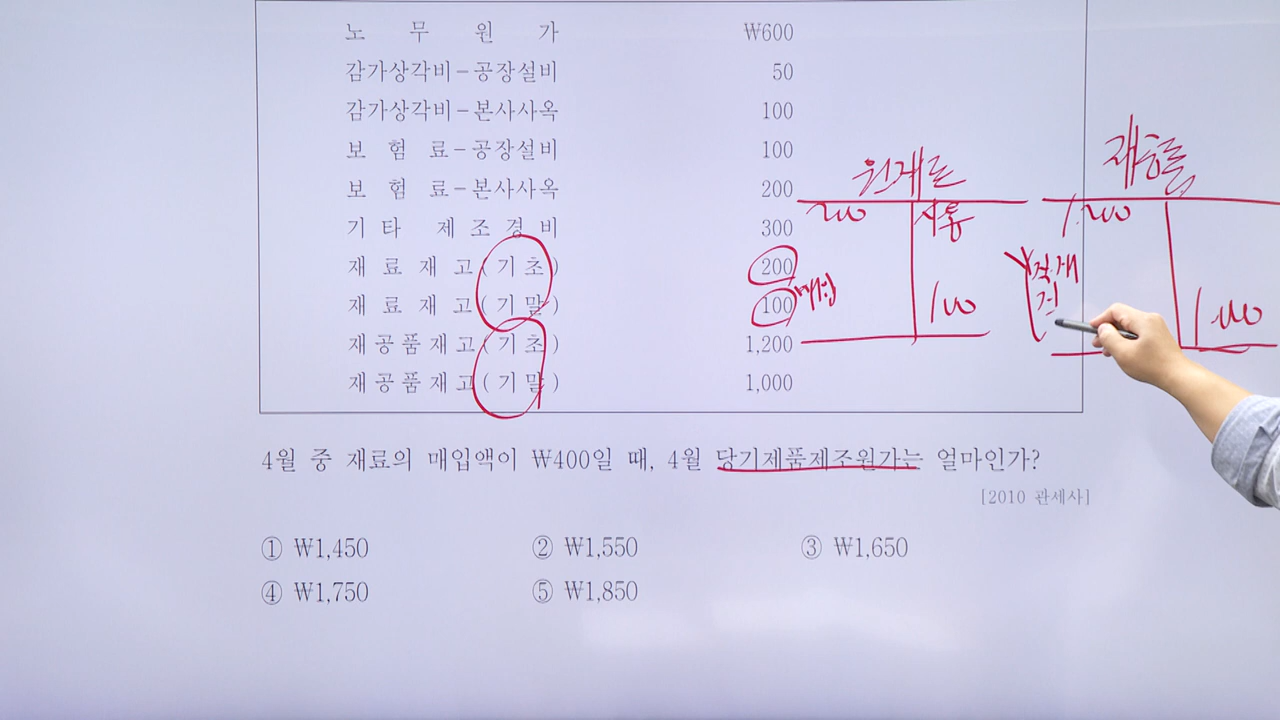 노 무 원 가 ₩600
감가상각비-공장설비 50
감가상각비-본사사옥 100
보 험 료-공장설비 100
보 험 료-본사사옥 200
기 타 제 조 경 비 300
재 료 재 고(기 초) 200
재 료 재 고(기 말) 100
재공품재고(기초) 1,200
재공품재고(기말) 1,000
원재료
200 사용
매입 100
재공품
1,200
직재
1,000
4월 중 재료의 매입액이 ₩400일 때, 4월 당기제품제조원가는 얼마인가?
[2010 관세사]
① ₩1,450 ② ₩1,550 ③ ₩1,650
④ ₩1,750 ⑤ ₩1,850